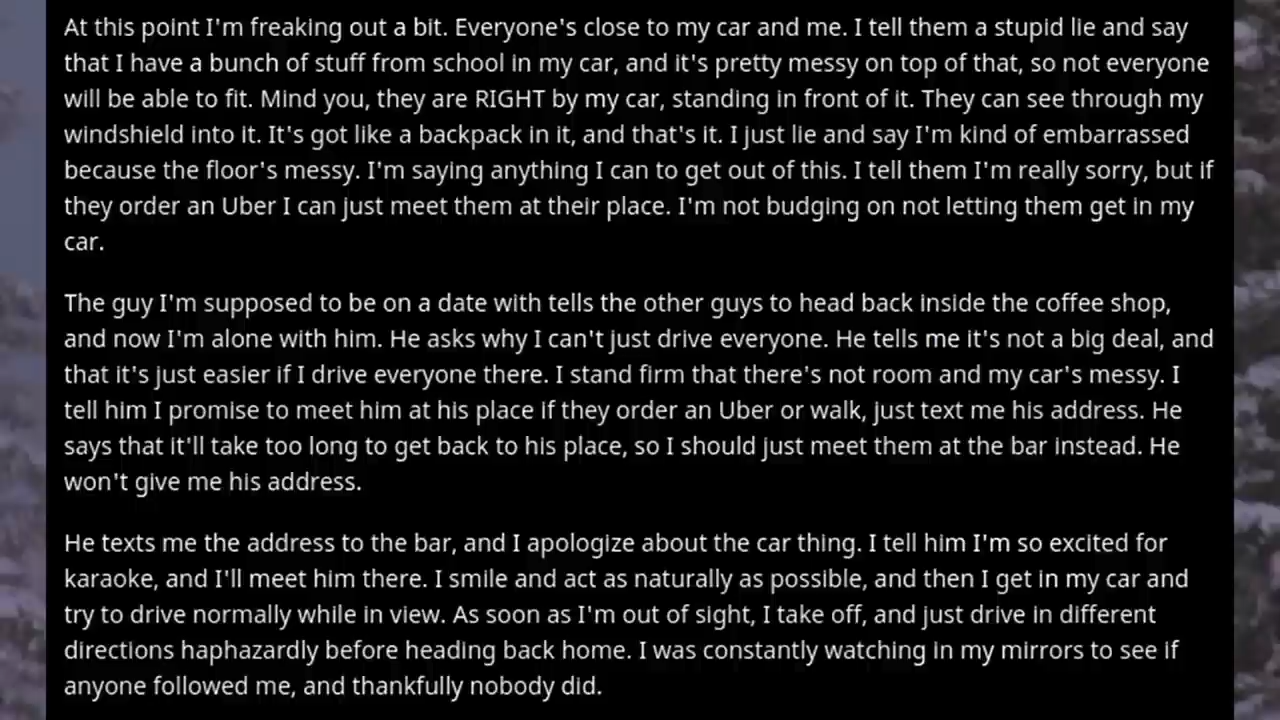 At this point I'm freaking out a bit. Everyone's close to my car and me. I tell them a stupid lie and say
that I have a bunch of stuff from school in my car, and it's pretty messy on top of that, so not everyone
will be able to fit. Mind you, they are RIGHT by my car, standing in front of it. They can see through my
windshield into it. It's got like a backpack in it, and that's it. I just lie and say I'm kind of embarrassed
because the floor's messy. I'm saying anything I can to get out of this. I tell them I'm really sorry, but if
they order an Uber I can just meet them at their place. I'm not budging on not letting them get in my
car.
The guy I'm supposed to be on a date with tells the other guys to head back inside the coffee shop,
and now I'm alone with him. He asks why I can't just drive everyone. He tells me it's not a big deal, and
that it's just easier if I drive everyone there. I stand firm that there's not room and my car's messy. I
tell him I promise to meet him at his place if they order an Uber or walk, just text me his address. He
says that it'll take too long to get back to his place, so I should just meet them at the bar instead. He
won't give me his address.
He texts me the address to the bar, and I apologize about the car thing. I tell him I'm so excited for
karaoke, and I'll meet him there. I smile and act as naturally as possible, and then I get in my car and
try to drive normally while in view. As soon as I'm out of sight, I take off, and just drive in different
directions haphazardly before heading back home. I was constantly watching in my mirrors to see if
anyone followed me, and thankfully nobody did.